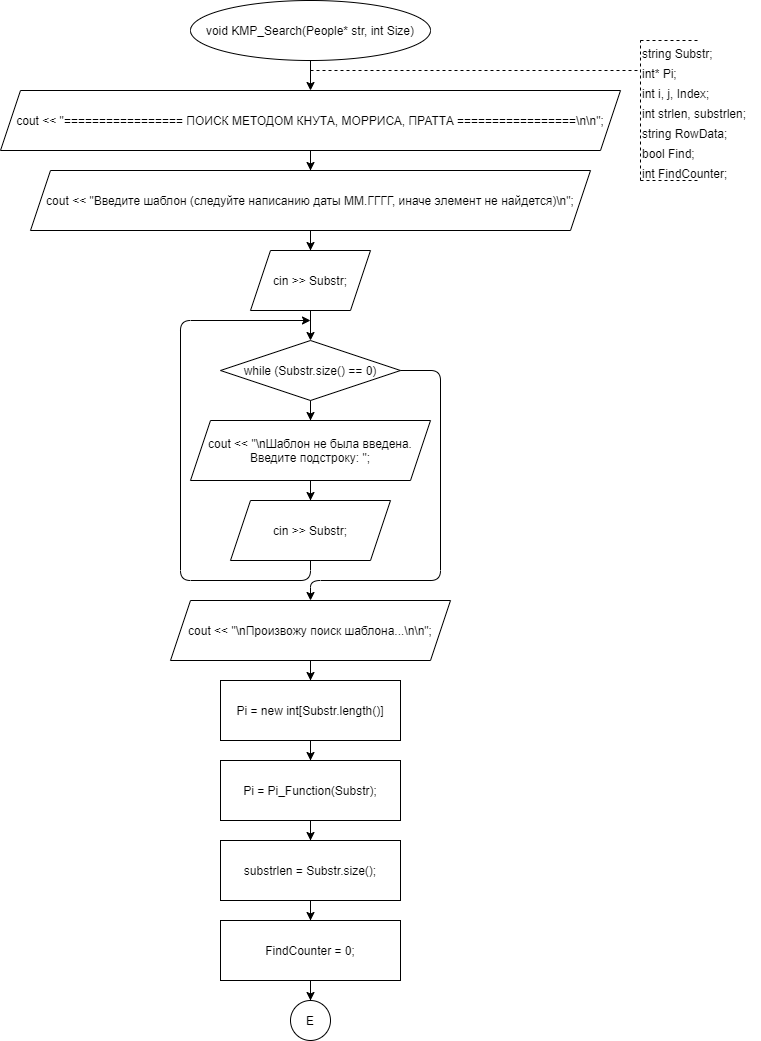 void KMP_Search(People* str, int Size)
string Substr;
int* Pi;
int i, j, Index;
int strlen, substrlen;
string RowData;
bool Find;
int FindCounter;
cout << "================= ПОИСК МЕТОДОМ КНУТА, МОРРИСА, ПРАТТА =================\n\n";
cout << "Введите шаблон (следуйте написанию даты ММ.ГГГГ, иначе элемент не найдется)\n";
cin >> Substr;
while (Substr.size() == 0)
cout << "\nШаблон не была введена.
Введите подстроку: ";
cin >> Substr;
cout << "\nПроизвожу поиск шаблона...\n\n";
Pi = new int[Substr.length()]
Pi = Pi_Function(Substr);
substrlen = Substr.size();
FindCounter = 0;
E